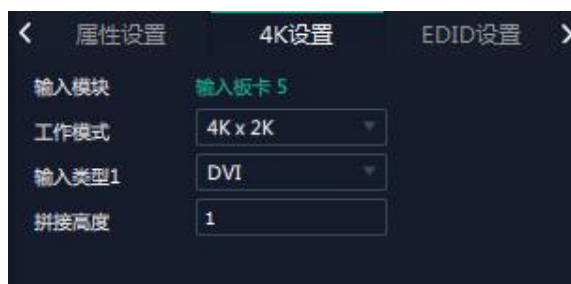 属性设置 4K设置 EDID设置
输入模块 输入板卡 5
工作模式 4K x 2K
输入类型1 DVI
拼接高度 1